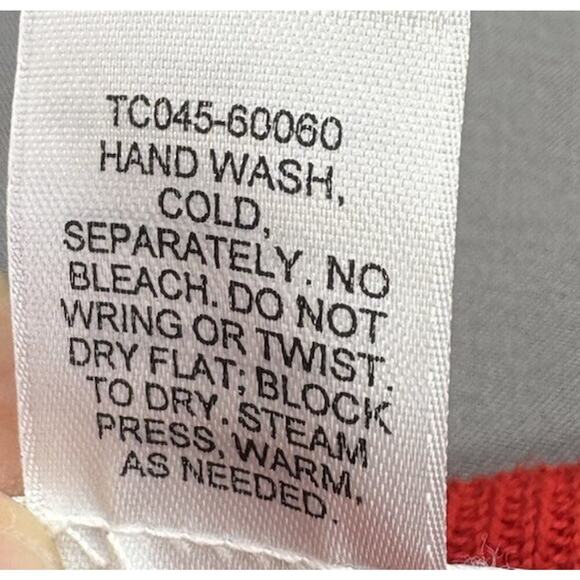 TC045-60060
HAND WASH,
COLD,
SEPARATELY. NO
BLEACH. DO NOT
WRING OR TWIST.
DRY FLAT; BLOCK
TO DRY. STEAM
PRESS, WARM,
AS NEEDED.